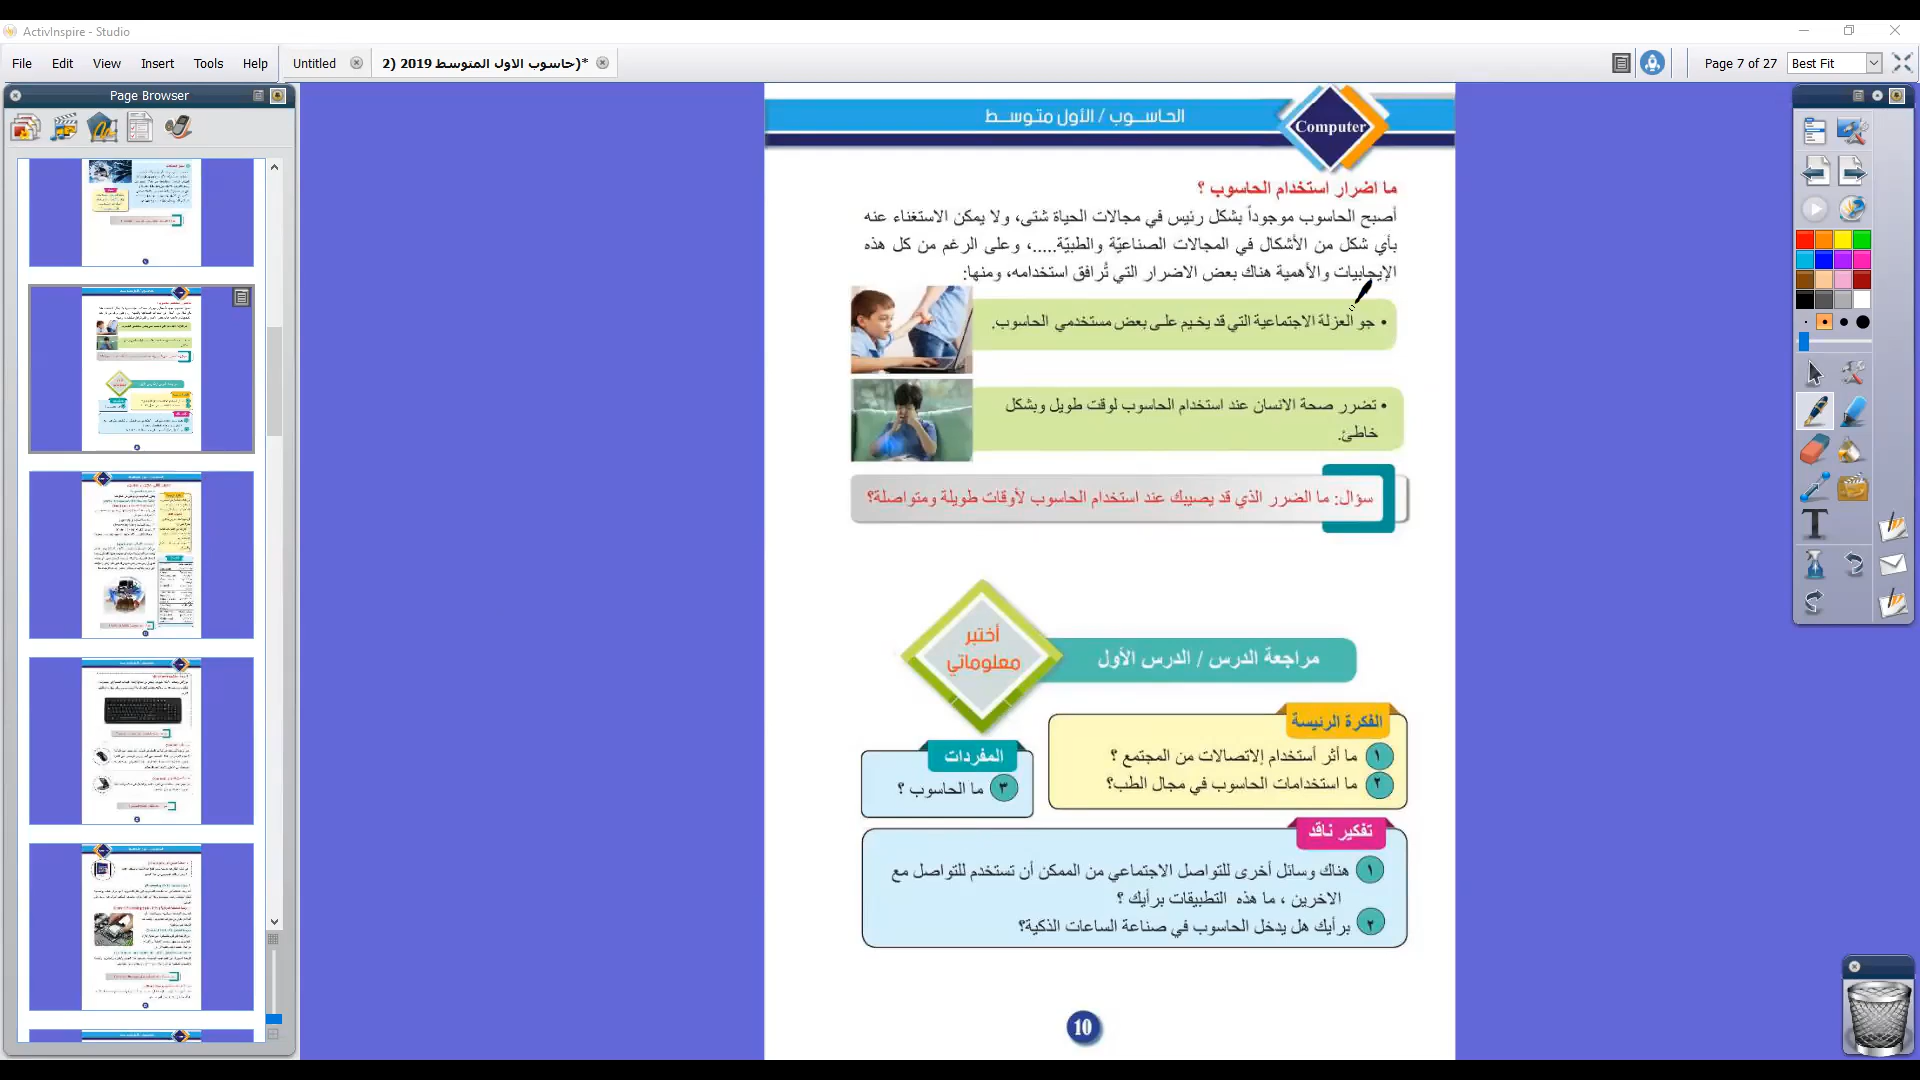 ActivInspire - Studio
File Edit View Insert Tools Help
Untitled
2) 2019 حاسوب الاول المتوسط)*
Page 7 of 27
Best Fit
Page Browser
الحاســوب / الأول متوســط
Computer
ما اضرار استخدام الحاسوب ؟
أصبح الحاسوب موجوداً بشكل رئيس في مجالات الحياة شتى، ولا يمكن الاستغناء عنه
بأي شكل من الأشكال في المجالات الصناعيّة والطبيّة.....، وعلى الرغم من كل هذه
الإيجابيات والأهمية هناك بعض الاضرار التي تُرافق استخدامه، ومنها:
• جو العزلة الاجتماعية التي قد يخيم على بعض مستخدمي الحاسوب.
• تضرر صحة الانسان عند استخدام الحاسوب لوقت طويل وبشكل
خاطئ.
سؤال: ما الضرر الذي قد يصيبك عند استخدام الحاسوب لأوقات طويلة ومتواصلة؟
أختبر
معلوماتي
مراجعة الدرس / الدرس الأول
الفكرة الرئيسة
١ ما أثر أستخدام إلاتصالات من المجتمع ؟
٢ ما استخدامات الحاسوب في مجال الطب؟
المفردات
٣ ما الحاسوب ؟
تفكير ناقد
١ هناك وسائل أخرى للتواصل الاجتماعي من الممكن أن تستخدم للتواصل مع
الاخرين ، ما هذه التطبيقات برأيك ؟
٢ برأيك هل يدخل الحاسوب في صناعة الساعات الذكية؟
10